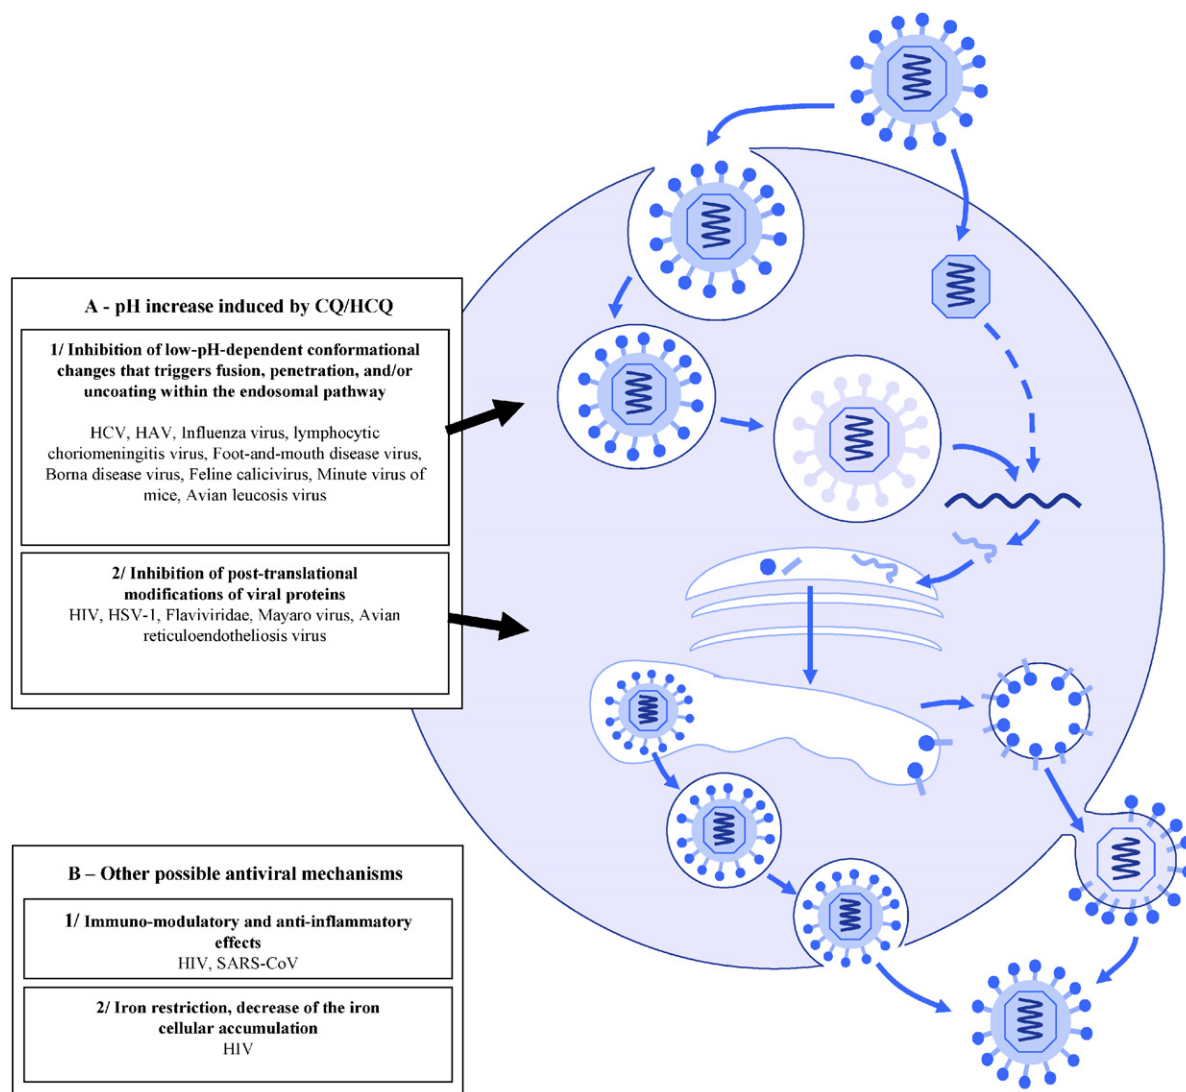 A - pH increase induced by CQ/HCQ
1/ Inhibition of low-pH-dependent conformational
changes that triggers fusion, penetration, and/or
uncoating within the endosomal pathway
HCV, HAV, Influenza virus, lymphocytic
choriomeningitis virus, Foot-and-mouth disease virus,
Borna disease virus, Feline calicivirus, Minute virus of
mice, Avian leucosis virus
2/ Inhibition of post-translational
modifications of viral proteins
HIV, HSV-1, Flaviviridae, Mayaro virus, Avian
reticuloendotheliosis virus
B – Other possible antiviral mechanisms
1/ Immuno-modulatory and anti-inflammatory
effects
HIV, SARS-CoV
2/ Iron restriction, decrease of the iron
cellular accumulation
HIV